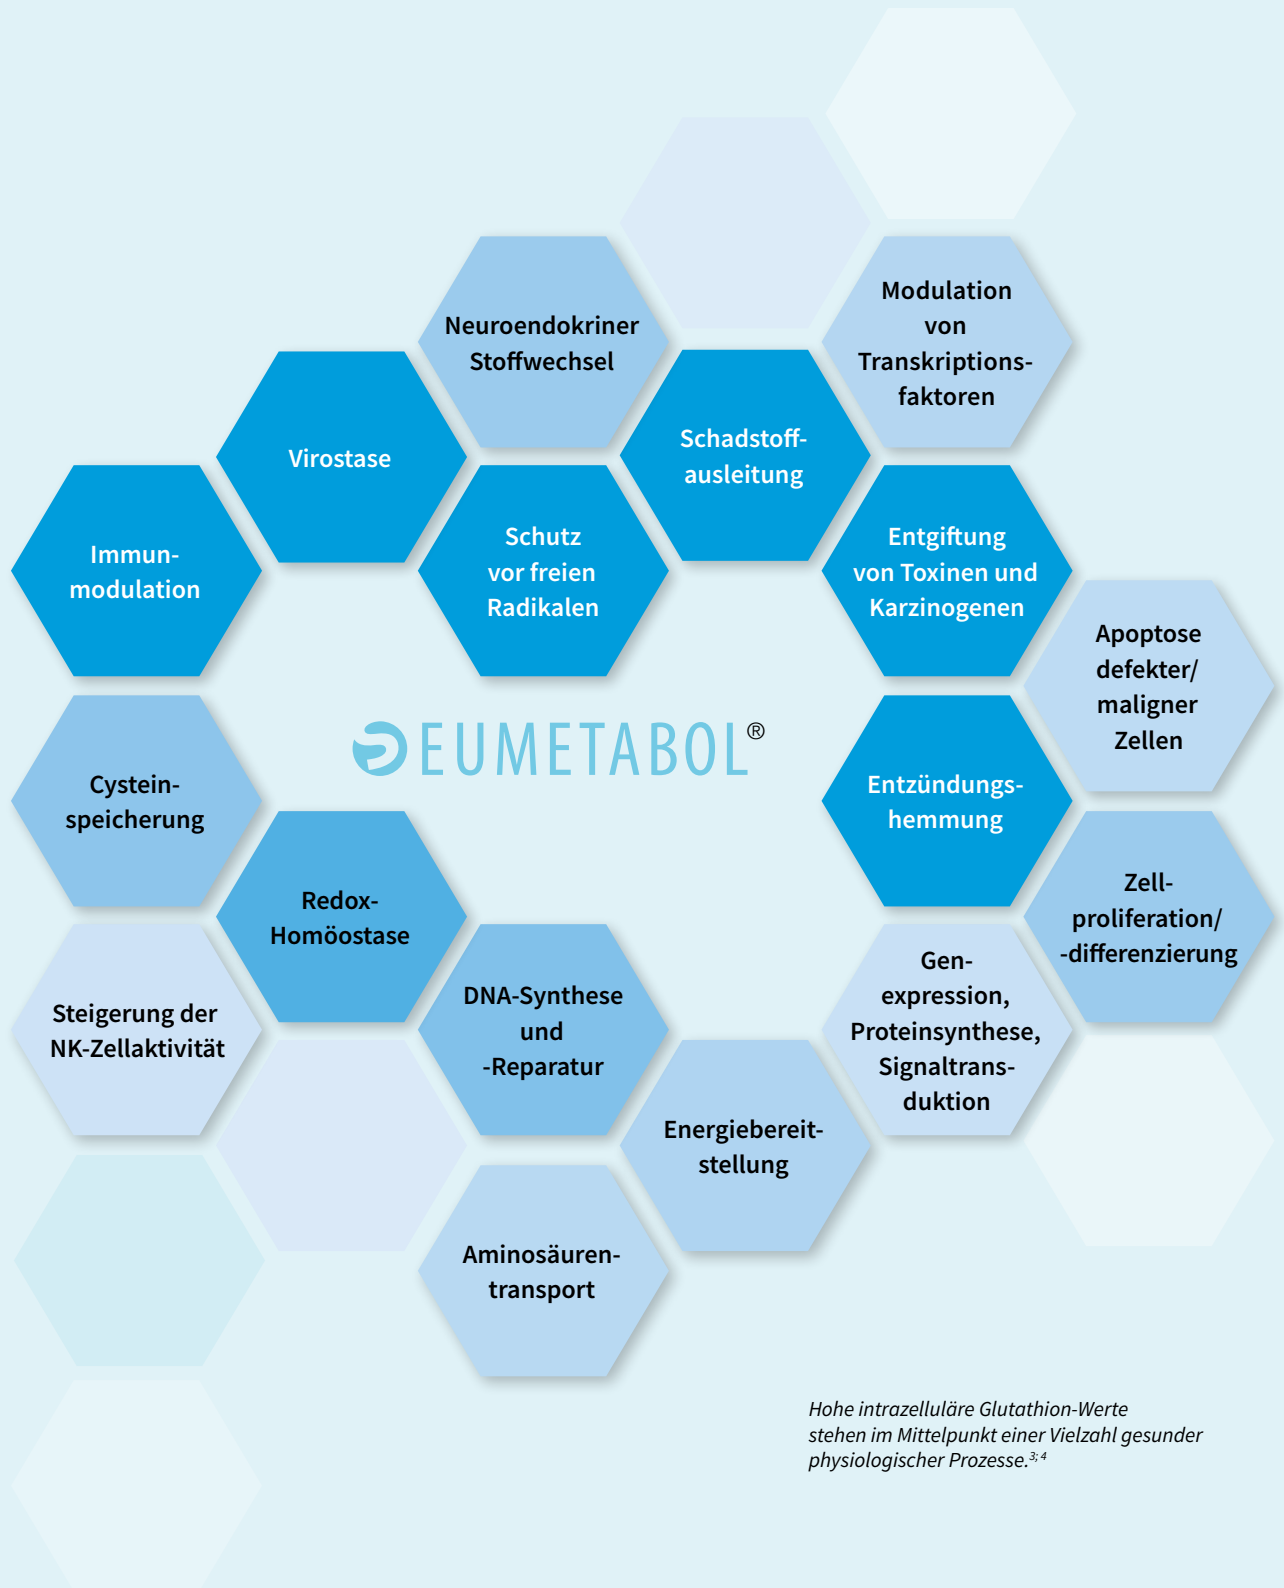 Modulation
von
Transkriptions-
faktoren
Neuroendokriner
Stoffwechsel
Schadstoff-
ausleitung
Virostase
Immun-
modulation
Schutz
vor freien
Radikalen
Entgiftung
von Toxinen und
Karzinogenen
Apoptose
defekter/
maligner
Zellen
EUMETABOL®
Cystein-
speicherung
Entzündungs-
hemmung
Redox-
Homöostase
Zell-
proliferation/
-differenzierung
Steigerung der
NK-Zellaktivität
DNA-Synthese
und
-Reparatur
Gen-
expression,
Proteinsynthese,
Signaltrans-
duktion
Energiebereit-
stellung
Aminosäuren-
transport
Hohe intrazelluläre Glutathion-Werte
stehen im Mittelpunkt einer Vielzahl gesunder
physiologischer Prozesse.3; 4